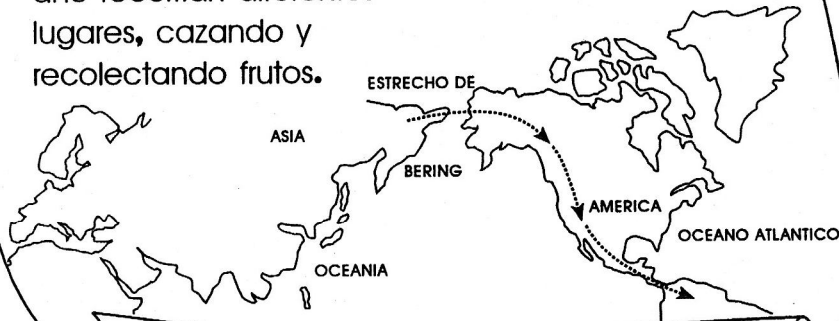 lugares, cazando y
recolectando frutos.
ESTRECHO DE
ASIA
BERING
AMERICA
OCEANO ATLANTICO
OCEANIA